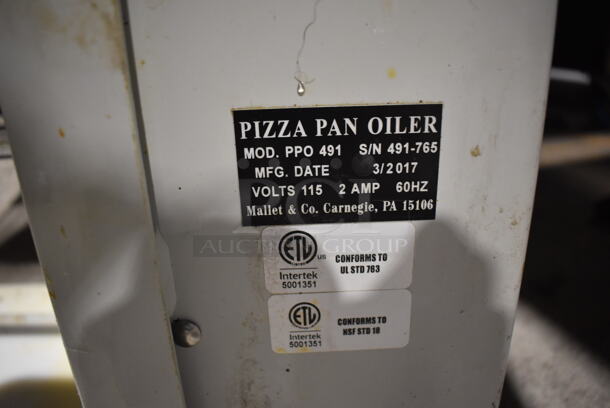 PIZZA PAN OILER
MOD. PPO 491 S/N 491-765
MFG. DATE 3/2017
VOLTS 115 2 AMP 60HZ
Mallet & Co. Carnegie, PA 15106
PCI
AUCTION GROUP
ETL us
Intertek
5001351
CONFORMS TO
UL STD 763
ETL
Intertek
5001351
CONFORMS TO
NSF STD 18